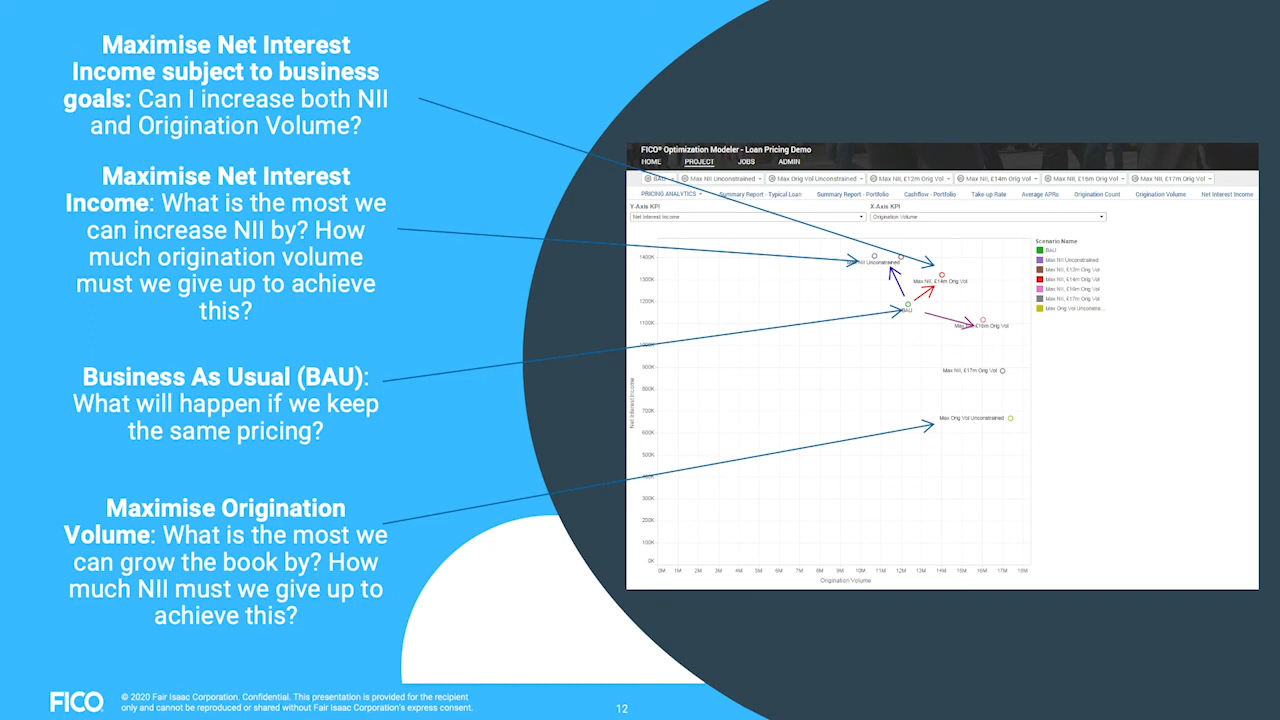 Maximise Net Interest
Income subject to business
goals: Can I increase both NII
and Origination Volume?
Maximise Net Interest
Income: What is the most we
can increase NII by? How
much origination volume
must we give up to achieve
this?
Business As Usual (BAU):
What will happen if we keep
the same pricing?
Maximise Origination
Volume: What is the most we
can grow the book by? How
much NII must we give up to
achieve this?
FICO® Optimization Modeler - Loan Pricing Demo
HOME PROJECT JOBS ADMIN
BAU Max NII Unconstrained Max Orig Vol Unconstrained Max NII, £12m Orig Vol Max NII, £14m Orig Vol Max NII, £16m Orig Vol Max NII, £17m Orig Vol
PRICING ANALYTICS Summary Report - Typical Loan Summary Report - Portfolio Cashflow - Portfolio Take-up Rate Average APRs Origination Count Origination Volume Net Interest Income
Y-Axis KPI X-Axis KPI
Net Interest Income Origination Volume
Scenario Name
BAU
Max NII Unconstrained
Max NII, £12m Orig Vol
Max NII, £14m Orig Vol
Max NII, £16m Orig Vol
Max NII, £17m Orig Vol
Max Orig Vol Unconstra...
1400K
1300K
1200K
1100K
1000K
900K
800K
700K
600K
500K
400K
300K
200K
100K
0K
Net Interest Income
Max NII Unconstrained
Max NII, £14m Orig Vol
BAU
Max NII, £16m Orig Vol
Max NII, £17m Orig Vol
Max Orig Vol Unconstrained
0M 1M 2M 3M 4M 5M 6M 7M 8M 9M 10M 11M 12M 13M 14M 15M 16M 17M 18M
Origination Volume
FICO
© 2020 Fair Isaac Corporation. Confidential. This presentation is provided for the recipient
only and cannot be reproduced or shared without Fair Isaac Corporation's express consent.
12